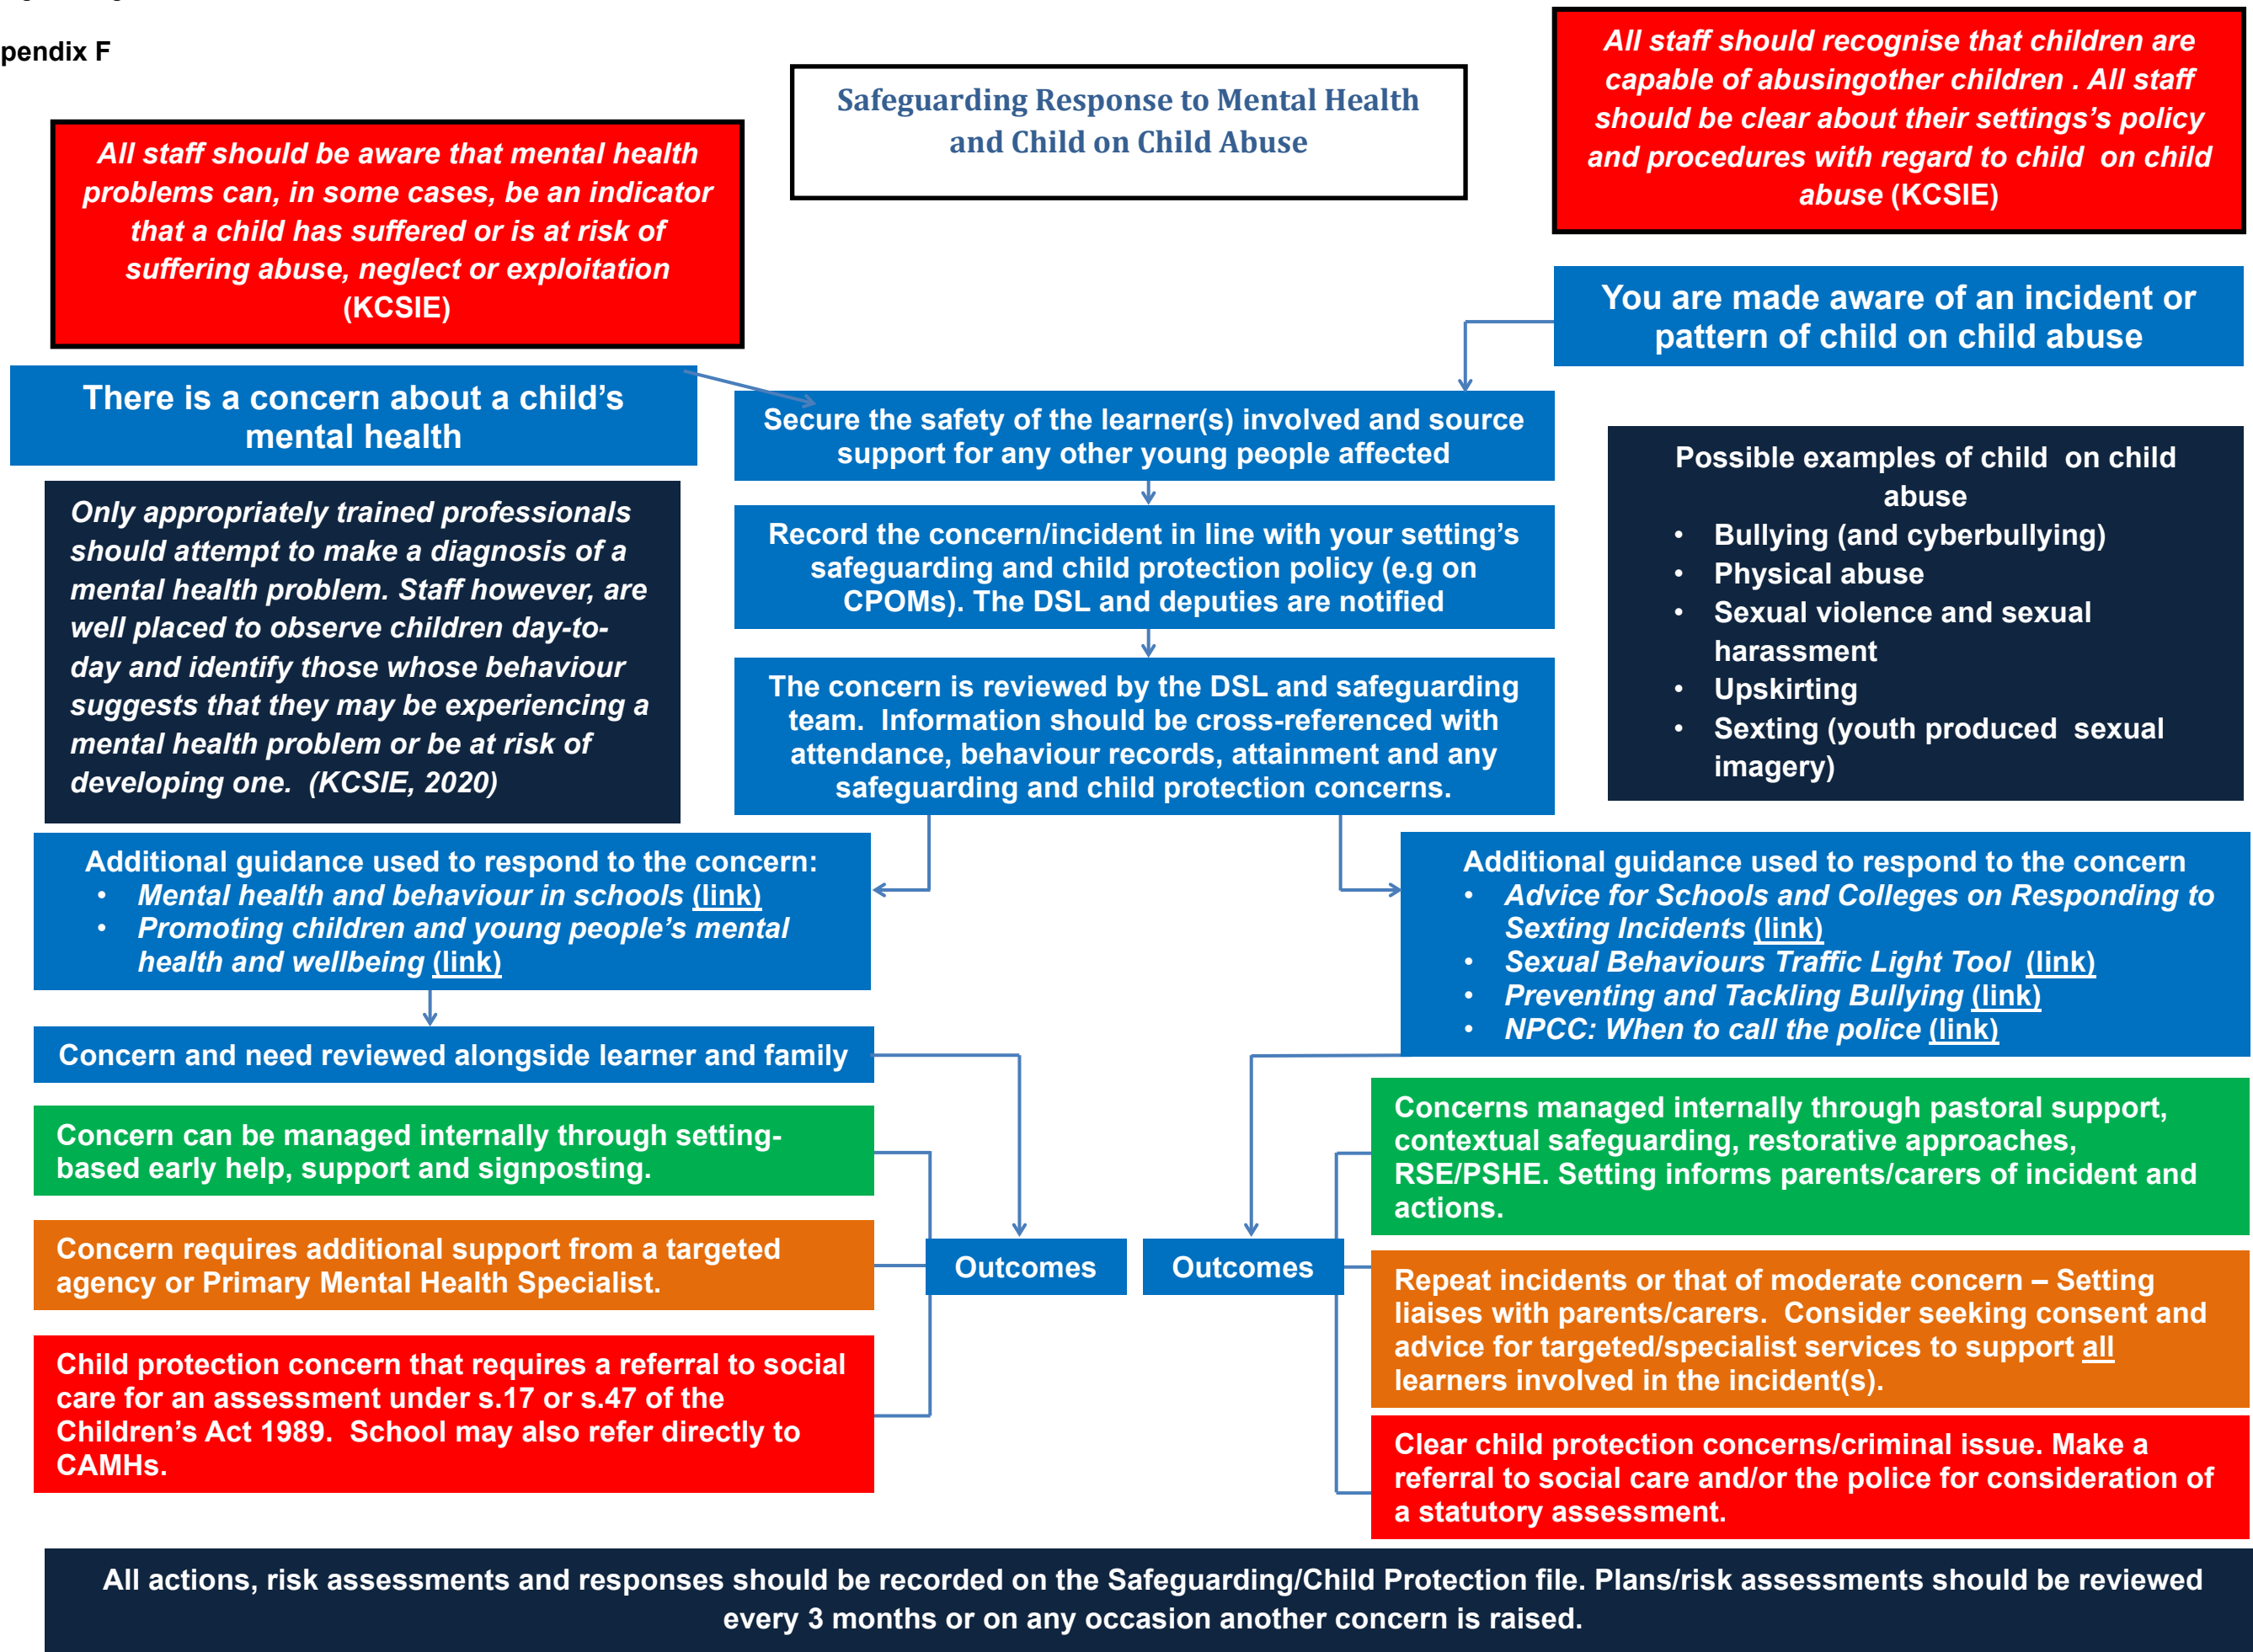 pendix F
Safeguarding Response to Mental Health
and Child on Child Abuse
All staff should be aware that mental health
problems can, in some cases, be an indicator
that a child has suffered or is at risk of
suffering abuse, neglect or exploitation
(KCSIE)
All staff should recognise that children are
capable of abusingother children . All staff
should be clear about their settings's policy
and procedures with regard to child  on child
abuse (KCSIE)
You are made aware of an incident or
pattern of child on child abuse
There is a concern about a child's
mental health
Secure the safety of the learner(s) involved and source
support for any other young people affected
Only appropriately trained professionals
should attempt to make a diagnosis of a
mental health problem. Staff however, are
well placed to observe children day-to-
day and identify those whose behaviour
suggests that they may be experiencing a
mental health problem or be at risk of
developing one.  (KCSIE, 2020)
Record the concern/incident in line with your setting's
safeguarding and child protection policy (e.g on
CPOMs). The DSL and deputies are notified
The concern is reviewed by the DSL and safeguarding
team.  Information should be cross-referenced with
attendance, behaviour records, attainment and any
safeguarding and child protection concerns.
Possible examples of child  on child
abuse
• Bullying (and cyberbullying)
• Physical abuse
• Sexual violence and sexual
harassment
• Upskirting
• Sexting (youth produced  sexual
imagery)
Additional guidance used to respond to the concern:
• Mental health and behaviour in schools (link)
• Promoting children and young people's mental
health and wellbeing (link)
Additional guidance used to respond to the concern
• Advice for Schools and Colleges on Responding to
Sexting Incidents (link)
• Sexual Behaviours Traffic Light Tool  (link)
• Preventing and Tackling Bullying (link)
• NPCC: When to call the police (link)
Concern and need reviewed alongside learner and family
Concern can be managed internally through setting-
based early help, support and signposting.
Concern requires additional support from a targeted
agency or Primary Mental Health Specialist.
Child protection concern that requires a referral to social
care for an assessment under s.17 or s.47 of the
Children's Act 1989.  School may also refer directly to
CAMHs.
Outcomes
Outcomes
Concerns managed internally through pastoral support,
contextual safeguarding, restorative approaches,
RSE/PSHE. Setting informs parents/carers of incident and
actions.
Repeat incidents or that of moderate concern – Setting
liaises with parents/carers.  Consider seeking consent and
advice for targeted/specialist services to support all
learners involved in the incident(s).
Clear child protection concerns/criminal issue. Make a
referral to social care and/or the police for consideration of
a statutory assessment.
All actions, risk assessments and responses should be recorded on the Safeguarding/Child Protection file. Plans/risk assessments should be reviewed
every 3 months or on any occasion another concern is raised.